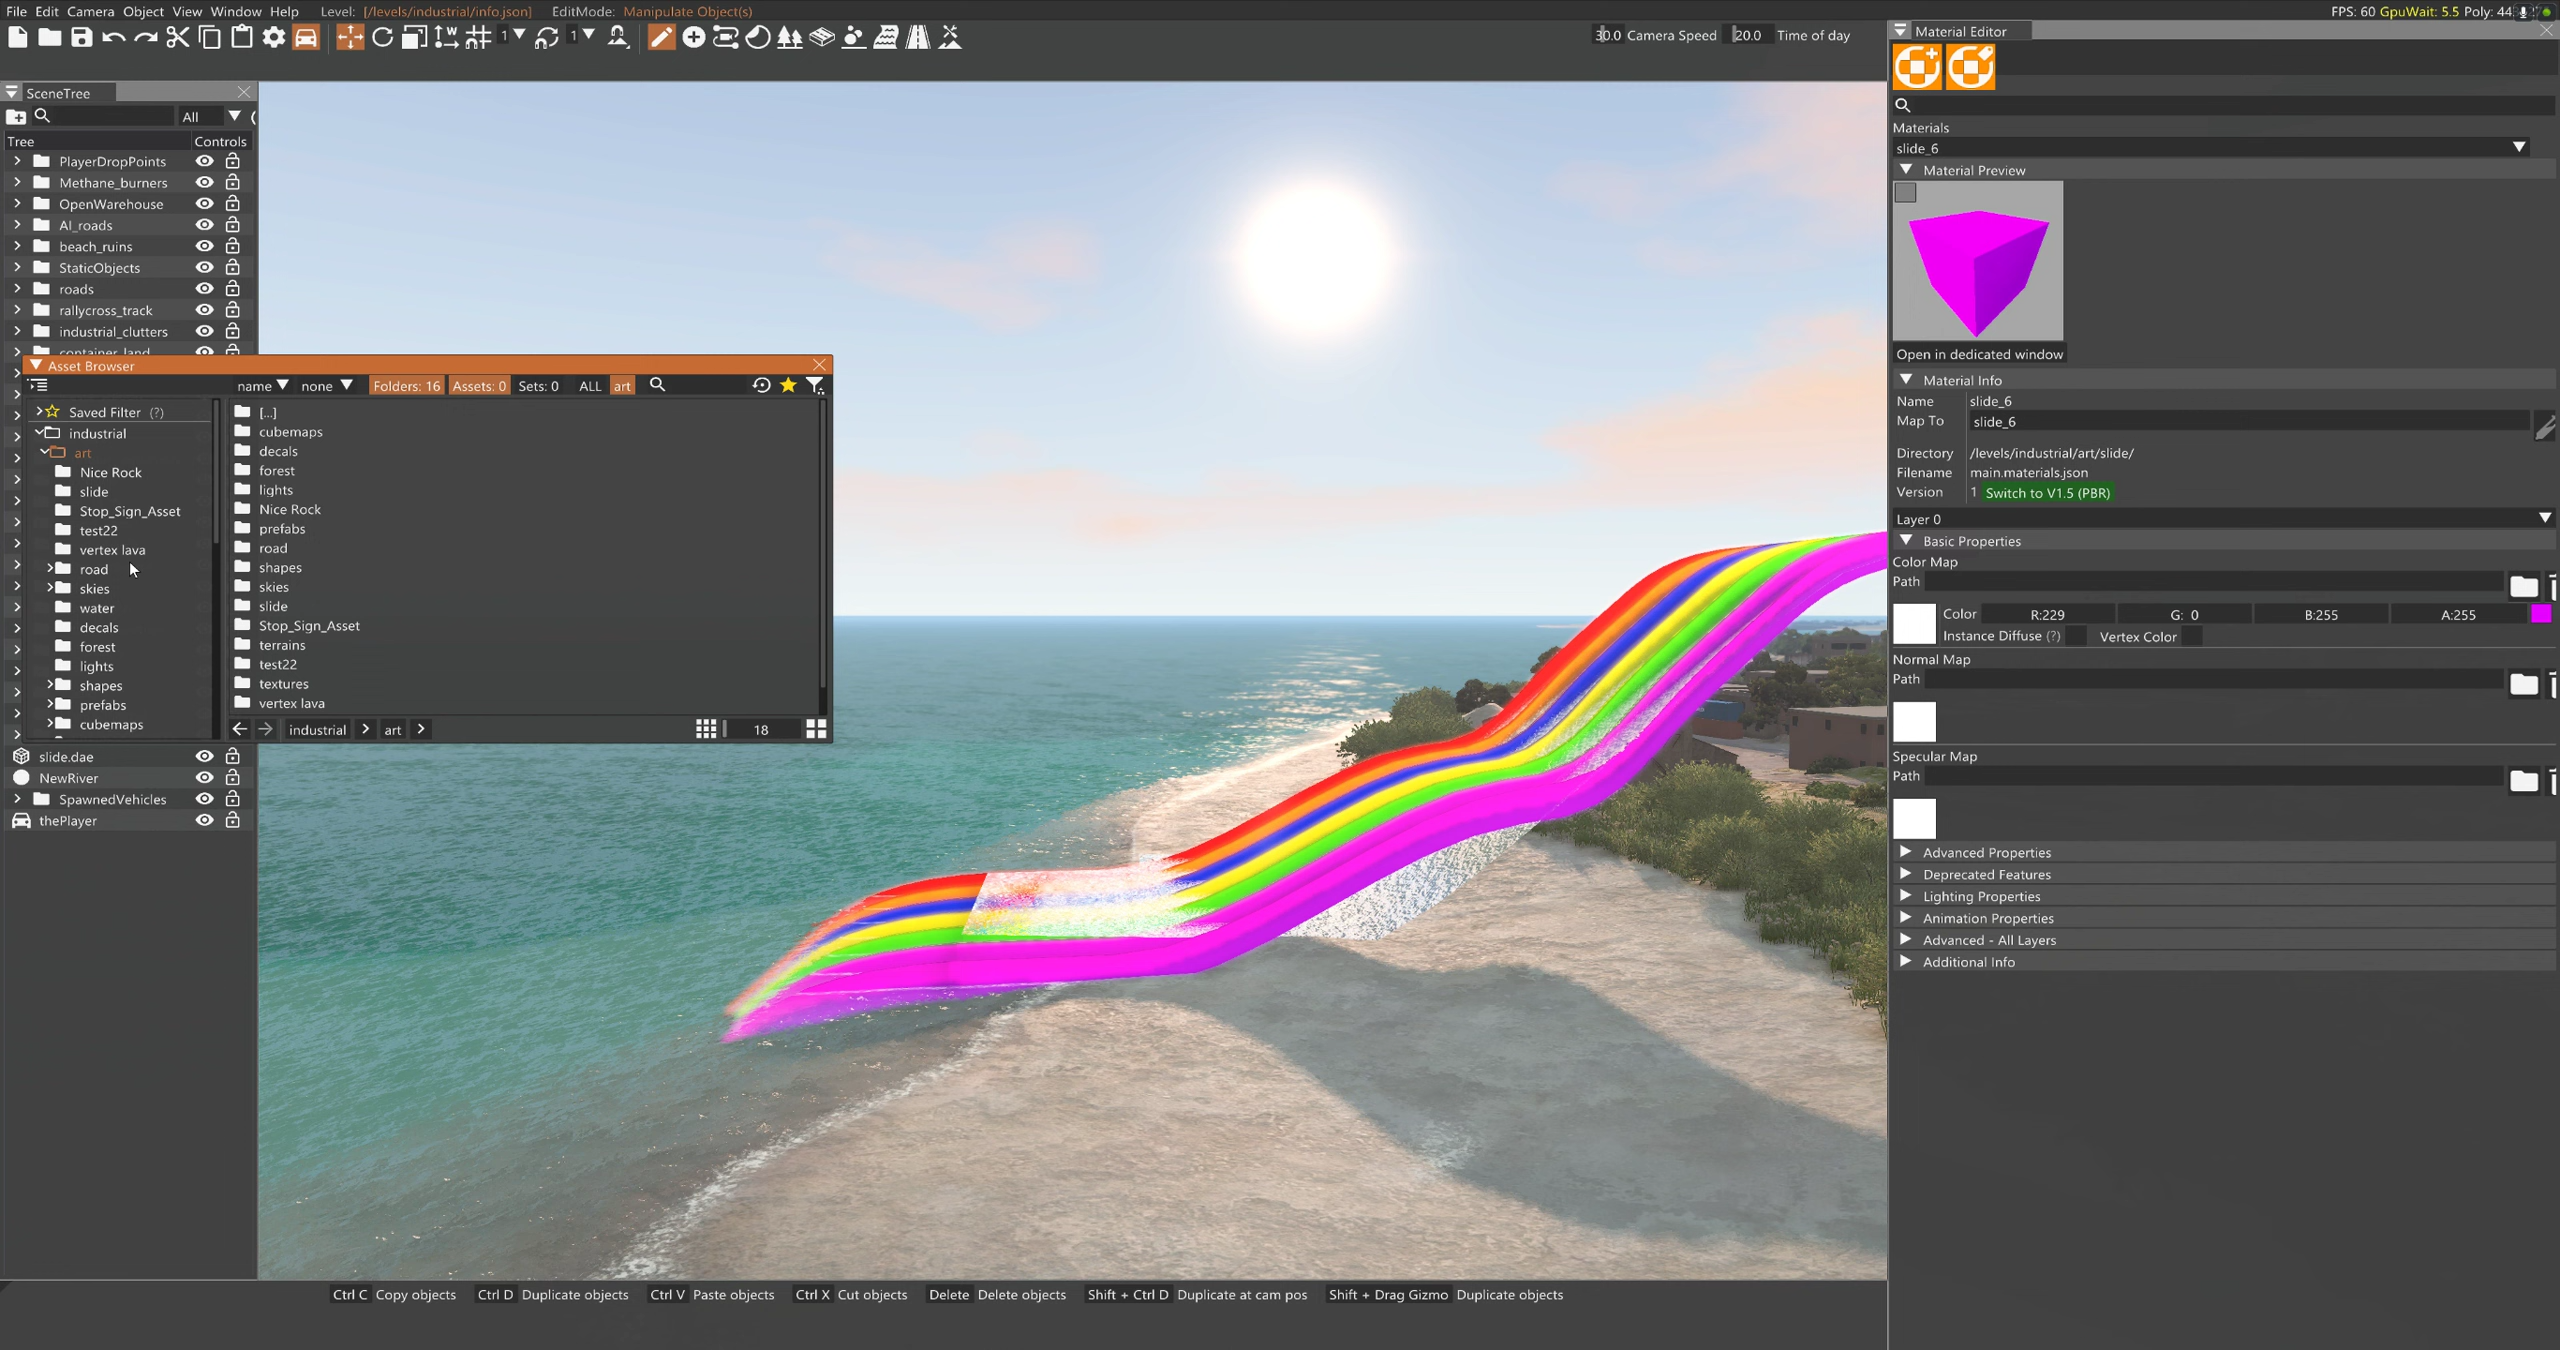 File Edit Camera Object View Window Help Level: [/levels/industrial/info.json] EditMode: Manipulate Object(s)
FPS: 60 GpuWait: 5.5 Poly: 44
1 1
30.0 Camera Speed 20.0 Time of day
SceneTree
All
Tree Controls
PlayerDropPoints
Methane_burners
OpenWarehouse
AI_roads
beach_ruins
StaticObjects
roads
rallycross_track
industrial_clutters
container_land
Asset Browser
name none Folders: 16 Assets: 0 Sets: 0 ALL art
Saved Filter (?)
industrial
art
Nice Rock
slide
Stop_Sign_Asset
test22
vertex lava
road
skies
water
decals
forest
lights
shapes
prefabs
cubemaps
[...]
cubemaps
decals
forest
lights
Nice Rock
prefabs
road
shapes
skies
slide
Stop_Sign_Asset
terrains
test22
textures
vertex lava
industrial > art >
18
slide.dae
NewRiver
SpawnedVehicles
thePlayer
Material Editor
Materials
slide_6
Material Preview
Open in dedicated window
Material Info
Name slide_6
Map To slide_6
Directory /levels/industrial/art/slide/
Filename main.materials.json
Version 1 Switch to V1.5 (PBR)
Layer 0
Basic Properties
Color Map
Path
Color R:229 G: 0 B:255 A:255
Instance Diffuse (?) Vertex Color
Normal Map
Path
Specular Map
Path
Advanced Properties
Deprecated Features
Lighting Properties
Animation Properties
Advanced - All Layers
Additional Info
Ctrl C Copy objects Ctrl D Duplicate objects Ctrl V Paste objects Ctrl X Cut objects Delete Delete objects Shift + Ctrl D Duplicate at cam pos Shift + Drag Gizmo Duplicate objects